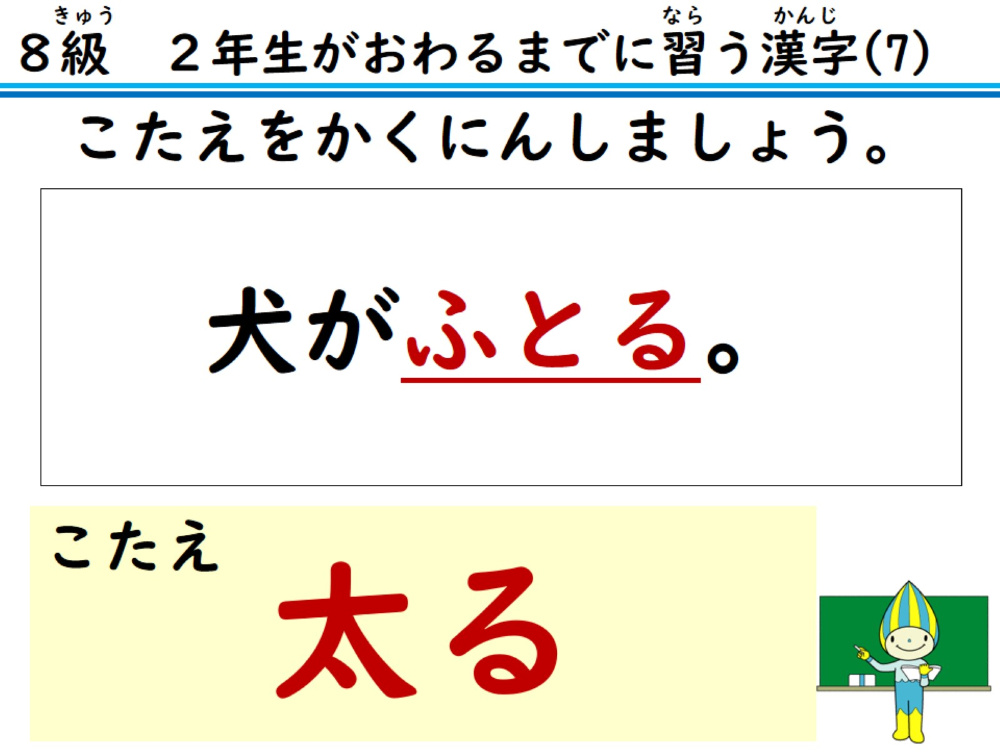 きゅう なら かんじ
８級　２年生がおわるまでに習う漢字(7)
こたえをかくにんしましょう。
犬がふとる。
こたえ
太る